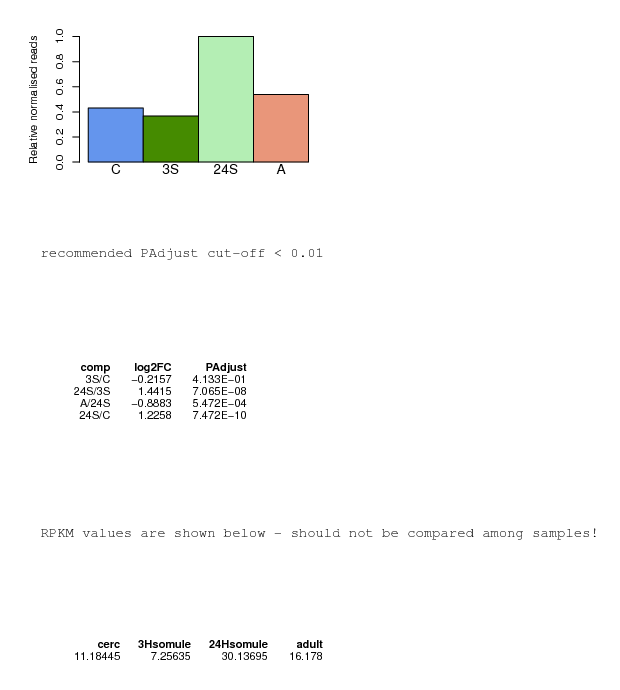 Relative normalised reads
1.0
0.8
0.6
0.4
0.2
0.0
C 3S 24S A
recommended PAdjust cut-off < 0.01
comp log2FC PAdjust
3S/C −0.2157 4.133E−01
24S/3S 1.4415 7.065E−08
A/24S −0.8883 5.472E−04
24S/C 1.2258 7.472E−10
RPKM values are shown below - should not be compared among samples!
cerc 3Hsomule 24Hsomule adult
11.18445 7.25635 30.13695 16.178